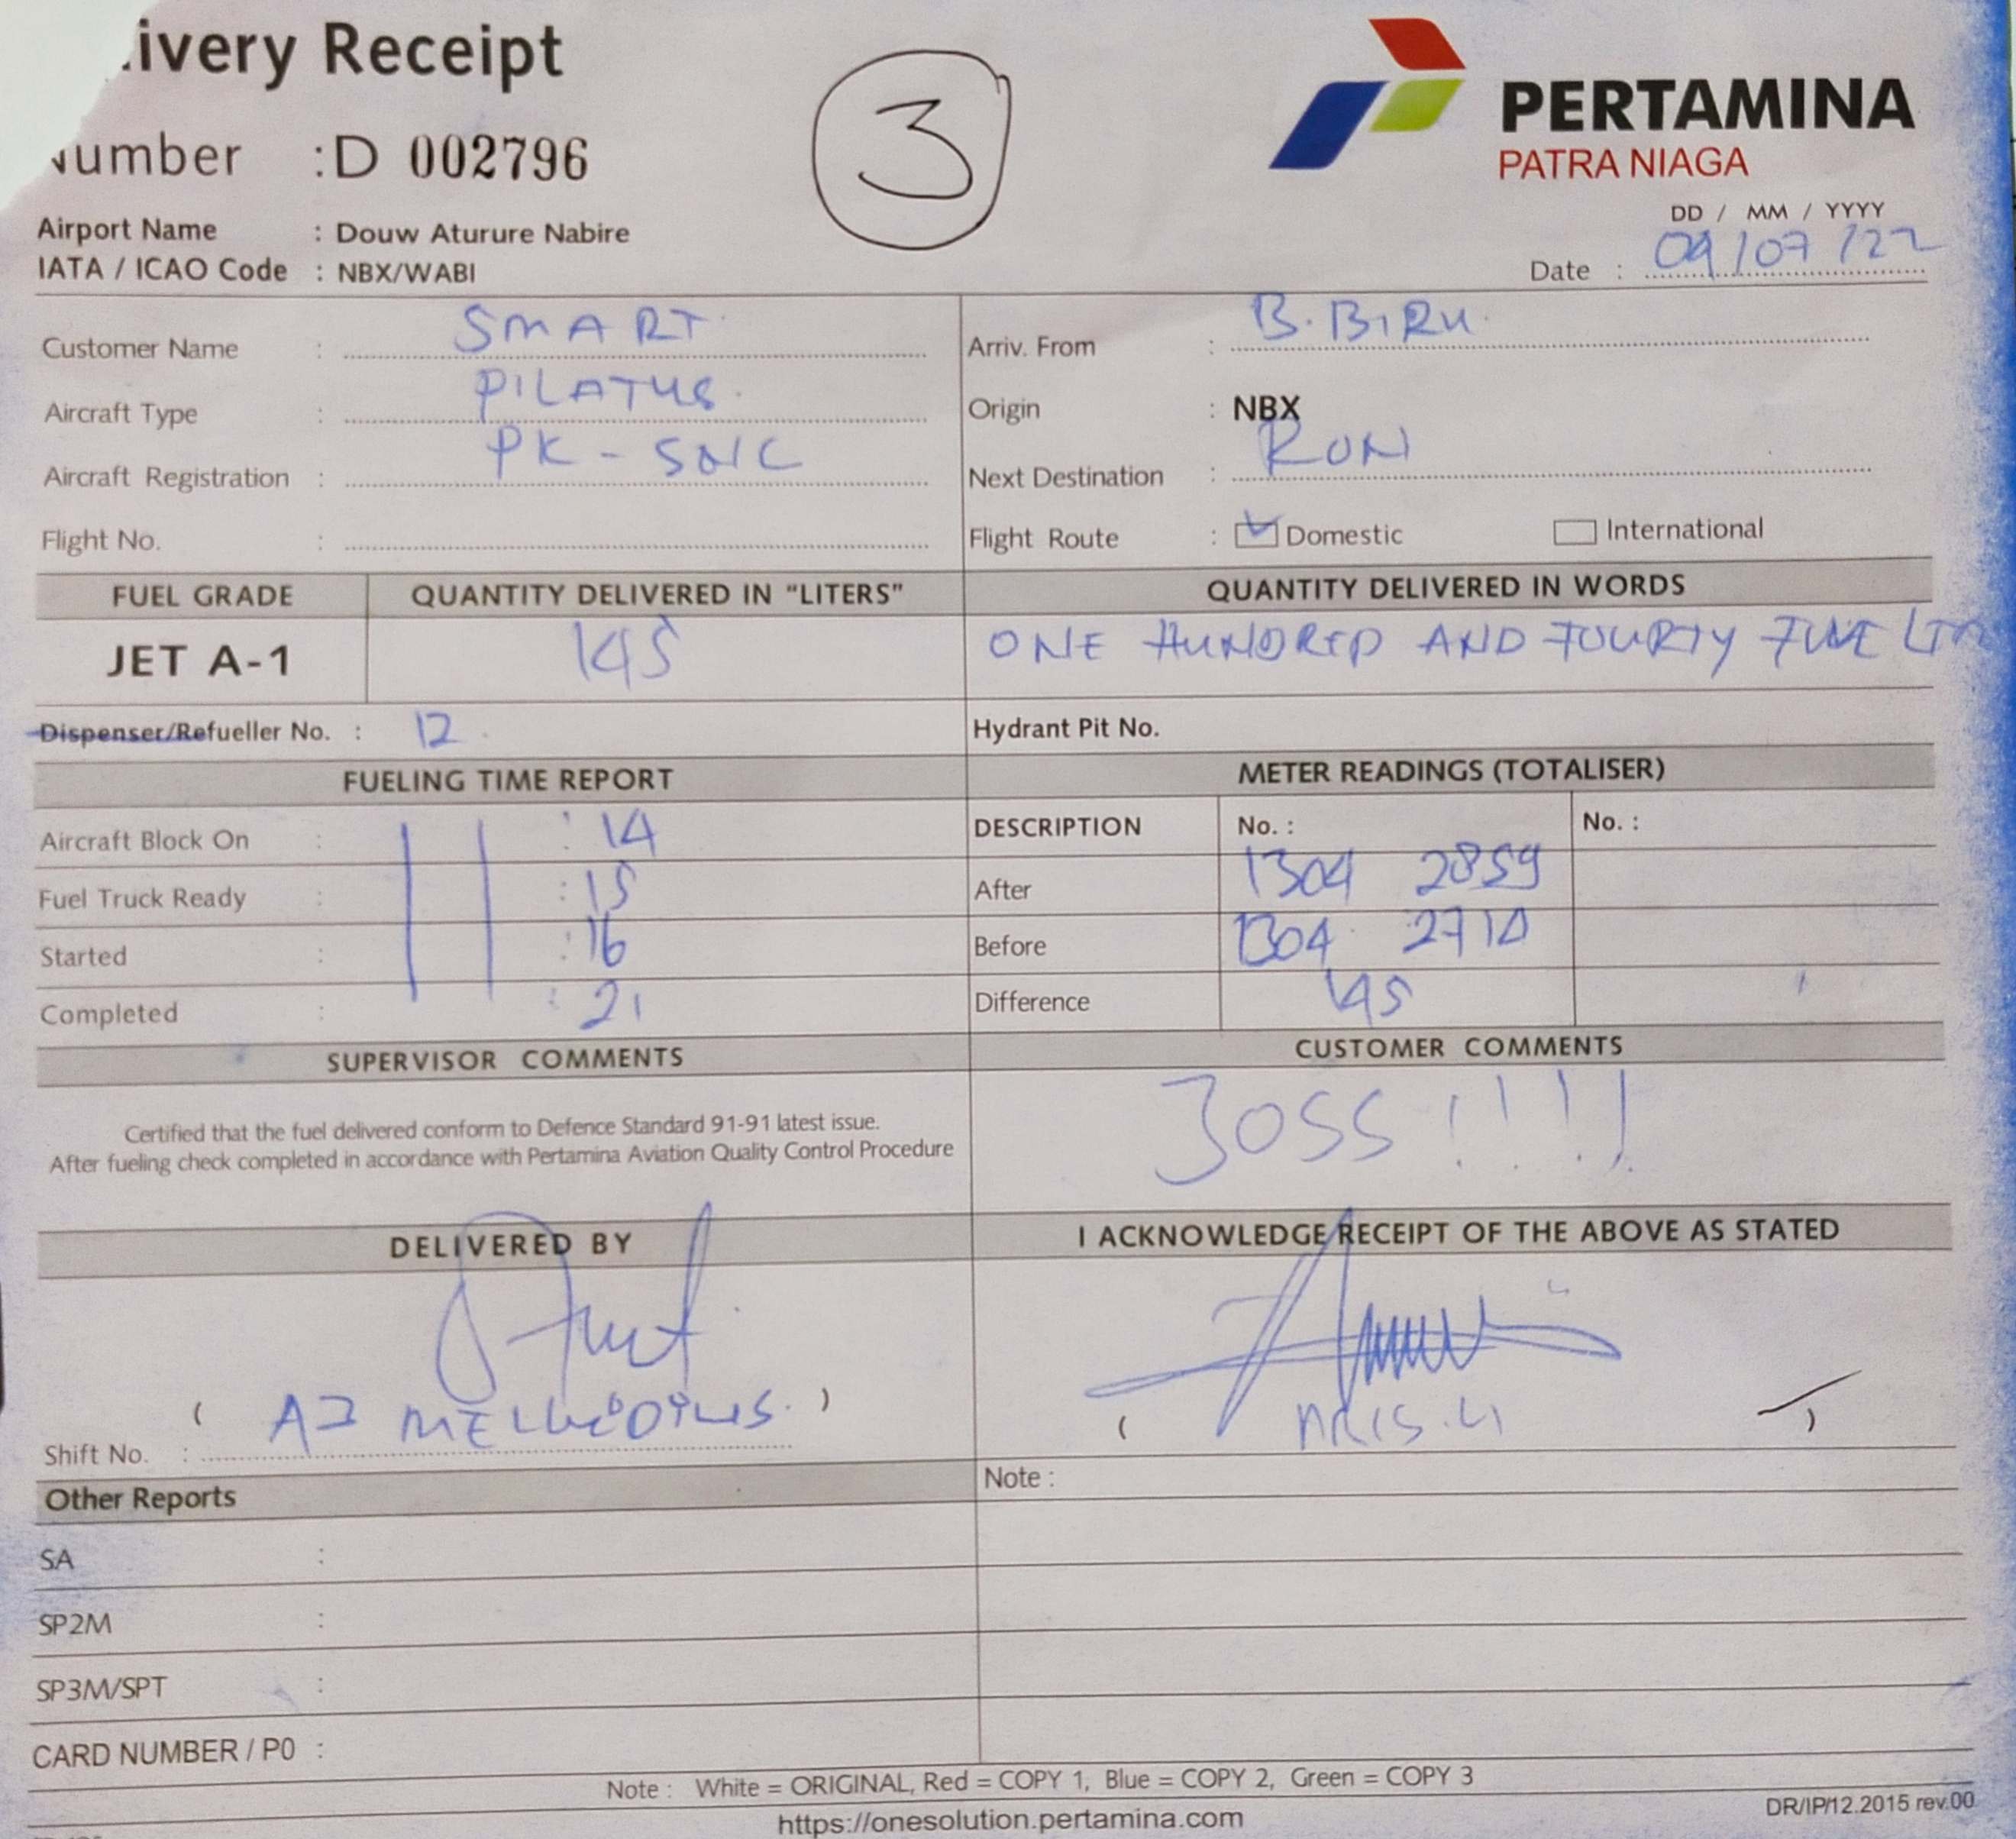 ivery Receipt
3
PERTAMINA
PATRA NIAGA
Number : D 002796
DD / MM / YYYY
Airport Name : Douw Aturure Nabire
IATA / ICAO Code : NBX/WABI
Date : 09/07/22
Customer Name : SMART
Arriv. From : B. BIRU
Aircraft Type : PILATUS
Origin : NBX
Aircraft Registration : PK - SNC
Next Destination : RON
Flight No. :
Flight Route : Domestic International
FUEL GRADE QUANTITY DELIVERED IN "LITERS" QUANTITY DELIVERED IN WORDS
JET A-1 145 ONE HUNDRED AND FOURTY FIVE LTR
Dispenser/Refueller No. : 12
Hydrant Pit No.
FUELING TIME REPORT METER READINGS (TOTALISER)
Aircraft Block On : : 14
DESCRIPTION No. : No. :
Fuel Truck Ready : : 15
After 1304 2859
Started : : 16
Before 1304 2714
Completed : : 21
Difference 145
SUPERVISOR COMMENTS CUSTOMER COMMENTS
Certified that the fuel delivered conform to Defence Standard 91-91 latest issue.
After fueling check completed in accordance with Pertamina Aviation Quality Control Procedure
JOSS !!!!
DELIVERED BY I ACKNOWLEDGE RECEIPT OF THE ABOVE AS STATED
Shift No. :
Note :
Other Reports
SA :
SP2M :
SP3M/SPT :
CARD NUMBER / P0 :
Note : White = ORIGINAL, Red = COPY 1, Blue = COPY 2, Green = COPY 3
https://onesolution.pertamina.com
DR/IP/12.2015 rev.00